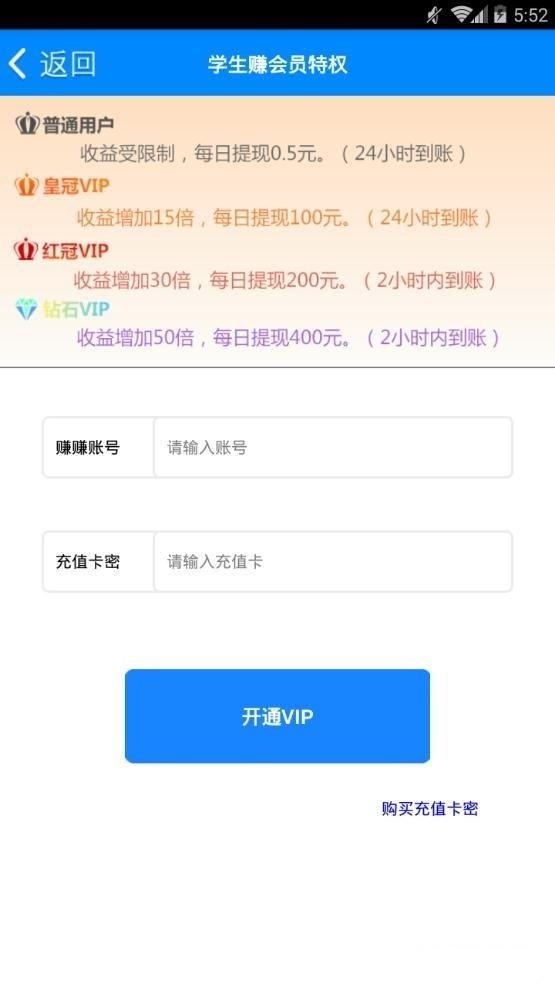 5:52
返回
学生赚会员特权
普通用户
收益受限制，每日提现0.5元。（24小时到账）
皇冠VIP
收益增加15倍，每日提现100元。（24小时到账）
红冠VIP
收益增加30倍，每日提现200元。（2小时内到账）
钻石VIP
收益增加50倍，每日提现400元。（2小时内到账）
赚赚账号 请输入账号
充值卡密 请输入充值卡
开通VIP
购买充值卡密